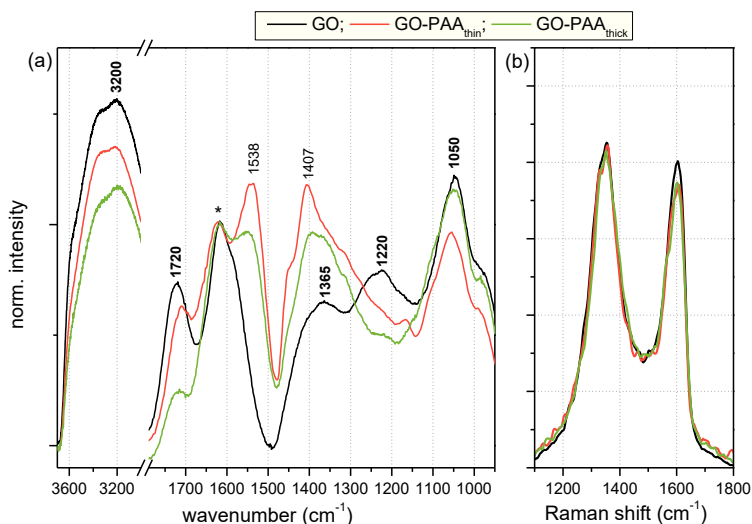 GO; GO-PAAthin; GO-PAAthick
(a) 3200 1538 1407 1050 (b)
*
1720 1220
1365
norm. intensity
3600 3200 1700 1600 1500 1400 1300 1200 1100 1000 1200 1400 1600 1800
wavenumber (cm-1) Raman shift (cm-1)